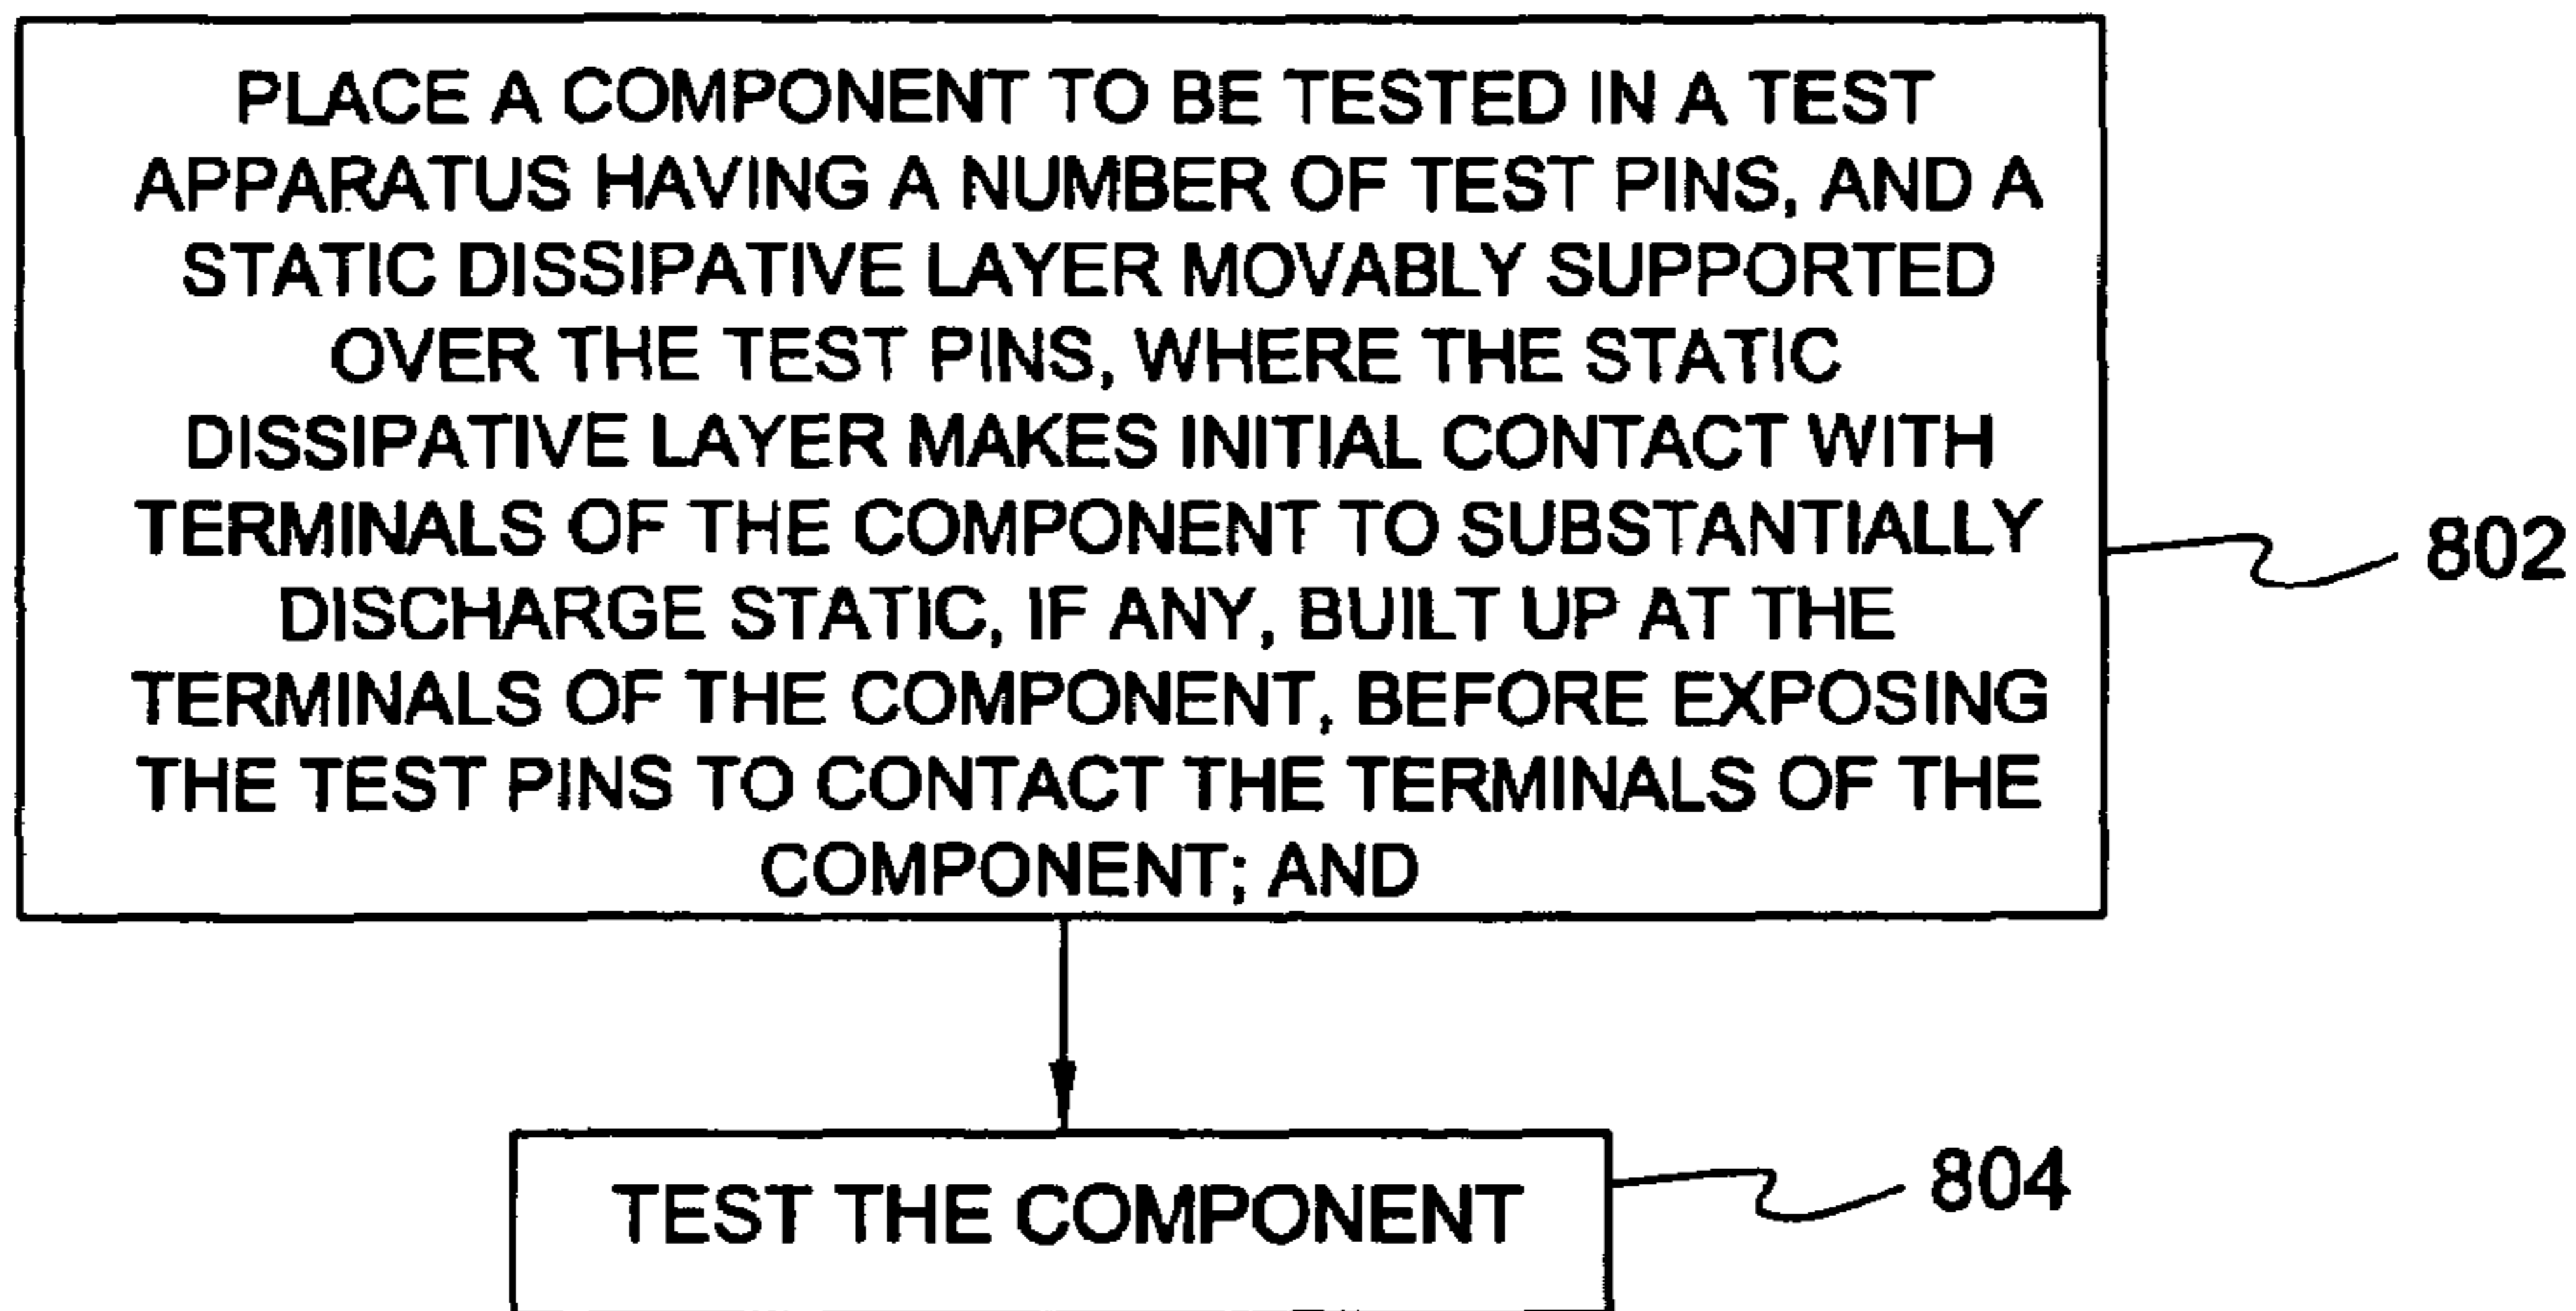 PLACE A COMPONENT TO BE TESTED IN A TEST
APPARATUS HAVING A NUMBER OF TEST PINS, AND A
STATIC DISSIPATIVE LAYER MOVABLY SUPPORTED
OVER THE TEST PINS, WHERE THE STATIC
DISSIPATIVE LAYER MAKES INITIAL CONTACT WITH
TERMINALS OF THE COMPONENT TO SUBSTANTIALLY
DISCHARGE STATIC, IF ANY, BUILT UP AT THE
TERMINALS OF THE COMPONENT, BEFORE EXPOSING
THE TEST PINS TO CONTACT THE TERMINALS OF THE
COMPONENT; AND
802
TEST THE COMPONENT
804